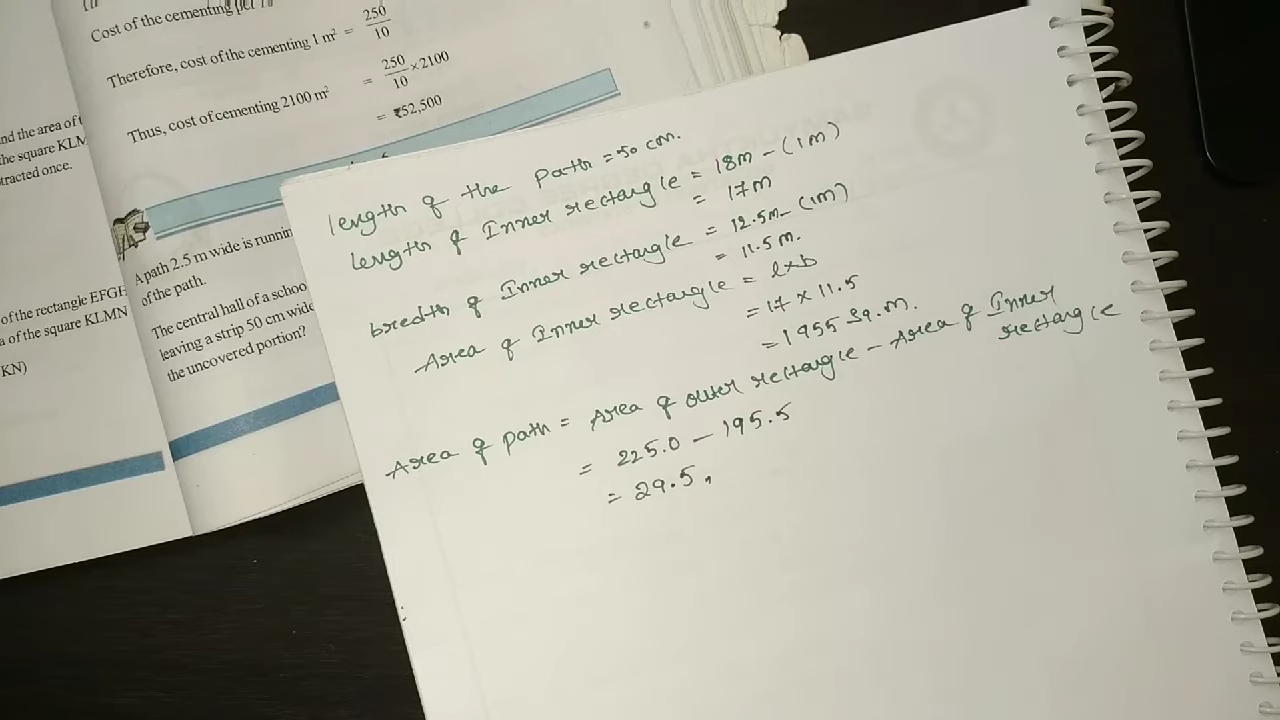 Cost of the cementing per
Therefore, cost of the cementing 1 m² = 250/10
Thus, cost of cementing 2100 m² = 250/10 × 2100
= ₹52,500
nd the area of t
he square KLM
tracted once.
of the rectangle EFGH
a of the square KLMN
KN)
A path 2.5 m wide is runnin
of the path.
The central hall of a schoo
leaving a strip 50 cm wide
the uncovered portion?
length of the path = 50 cm.
length of Inner rectangle = 18m - (1m)
= 17m
bredth of Inner rectangle = 12.5m - (1m)
= 11.5 m.
Area of Inner rectangle = l×b
= 17 × 11.5
= 1955 Sq.m.
Area of path = Area of outer rectangle - Area of Inner rectangle
= 225.0 - 195.5
= 29.5,